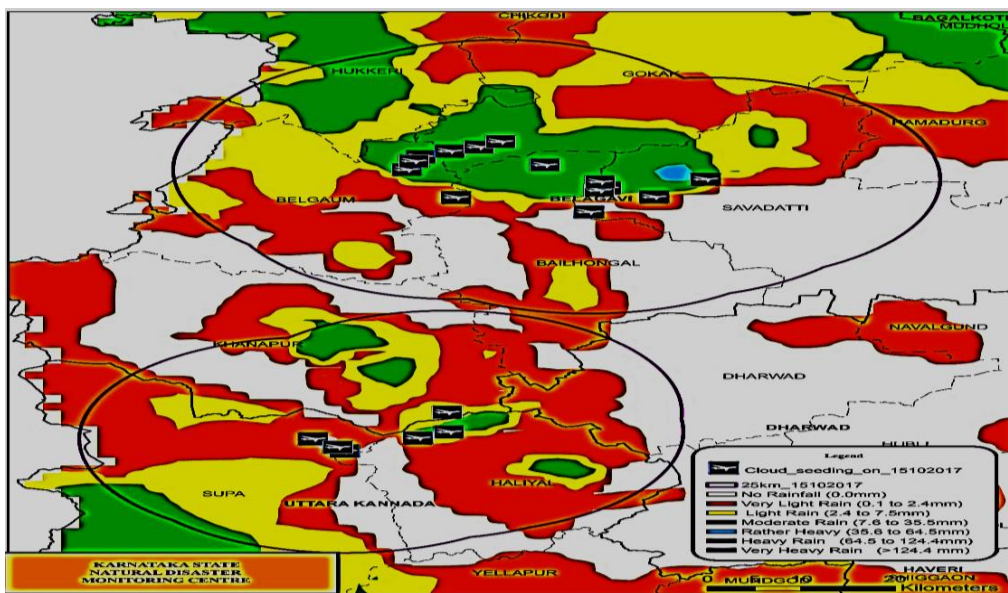 CHIKODI
BAGALKOT
MUDHOL
HUKKERI
GOKAK
RAMADURG
BELGAUM
BELAGAVI
SAVADATTI
BAILHONGAL
KHANAPUR
NAVALGUND
DHARWAD
DHARWAD
HUBLI
SUPA
UTTARA KANNADA
HALIYAL
Legend
Cloud_seeding_on_15102017
25km_15102017
No Rainfall (0.0mm)
Very Light Rain (0.1 to 2.4mm)
Light Rain (2.4 to 7.5mm)
Moderate Rain (7.6 to 35.5mm)
Rather Heavy (35.6 to 64.5mm)
Heavy Rain (64.5 to 124.4mm)
Very Heavy Rain (>124.4 mm)
KARNATAKA STATE
NATURAL DISASTER
MONITORING CENTRE
YELLAPUR
HAVERI
0 5 10 20
Kilometers